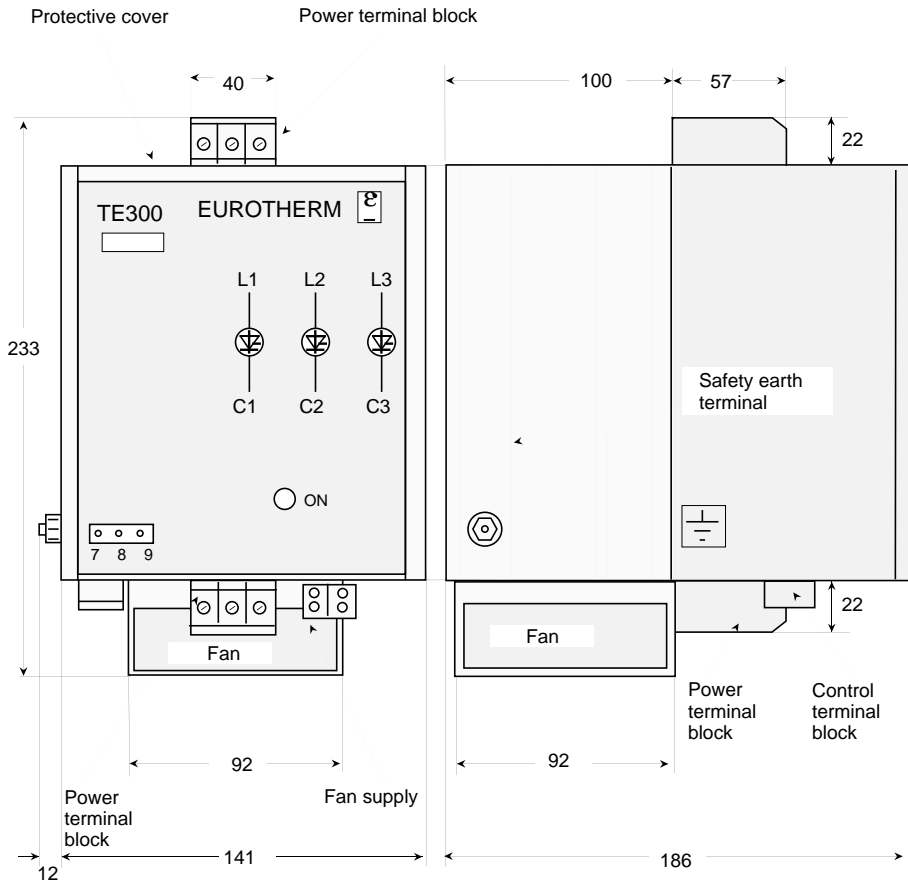 Protective cover
Power terminal block
40
100
57
22
TE300
EUROTHERM
ε
L1 L2 L3
233
C1 C2 C3
Safety earth
terminal
ON
7 8 9
22
Fan
Fan
Power
terminal
block
Control
terminal
block
92
92
Power
terminal
block
Fan supply
12
141
186